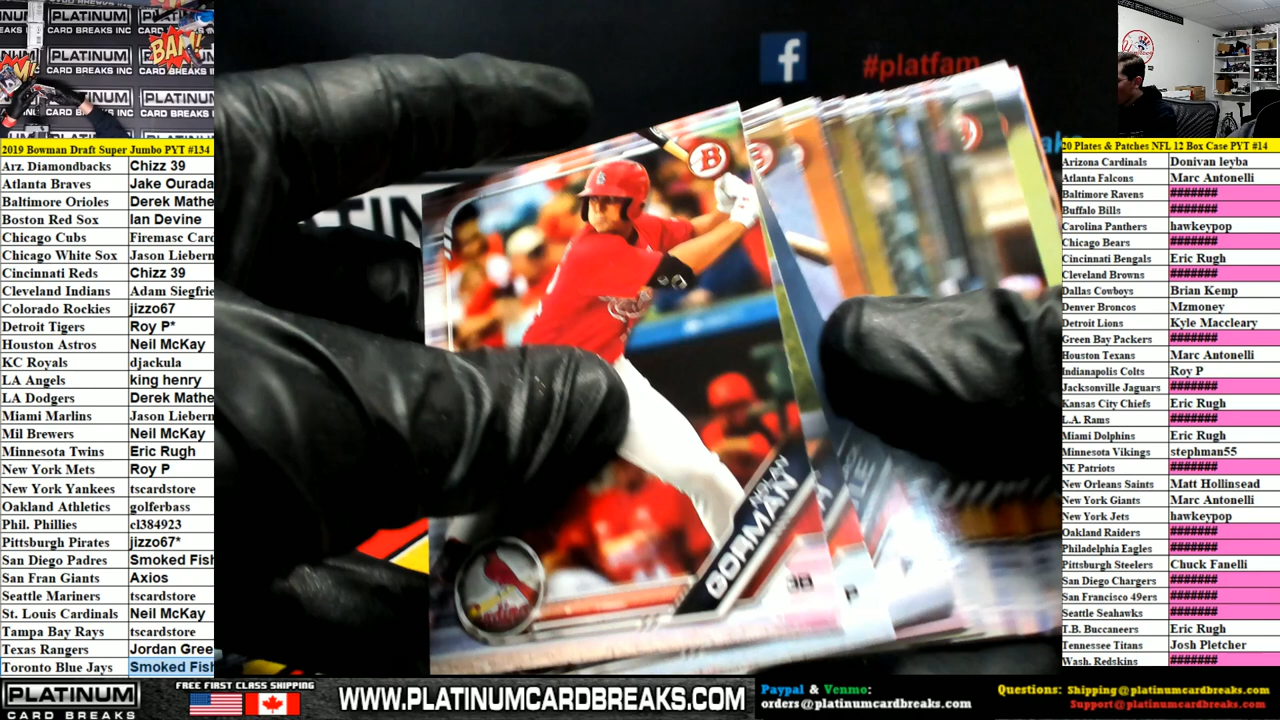 PLATINUM
CARD BREAKS INC
BAM!
#platfam
2019 Bowman Draft Super Jumbo PYT #134
Arz. Diamondbacks Chizz 39
Atlanta Braves Jake Ourada
Baltimore Orioles Derek Mathe
Boston Red Sox Ian Devine
Chicago Cubs Firemasc Card
Chicago White Sox Jason Liebern
Cincinnati Reds Chizz 39
Cleveland Indians Adam Siegfrie
Colorado Rockies jizzo67
Detroit Tigers Roy P*
Houston Astros Neil McKay
KC Royals djackula
LA Angels king henry
LA Dodgers Derek Mathe
Miami Marlins Jason Liebern
Mil Brewers Neil McKay
Minnesota Twins Eric Rugh
New York Mets Roy P
New York Yankees tscardstore
Oakland Athletics golferbass
Phil. Phillies cl384923
Pittsburgh Pirates jizzo67*
San Diego Padres Smoked Fish
San Fran Giants Axios
Seattle Mariners tscardstore
St. Louis Cardinals Neil McKay
Tampa Bay Rays tscardstore
Texas Rangers Jordan Gree
Toronto Blue Jays Smoked Fish
B
GORMAN
3B
20 Plates & Patches NFL 12 Box Case PYT #14
Arizona Cardinals Donivan leyba
Atlanta Falcons Marc Antonelli
Baltimore Ravens #######
Buffalo Bills #######
Carolina Panthers hawkeypop
Chicago Bears #######
Cincinnati Bengals Eric Rugh
Cleveland Browns #######
Dallas Cowboys Brian Kemp
Denver Broncos Mzmoney
Detroit Lions Kyle Maccleary
Green Bay Packers #######
Houston Texans Marc Antonelli
Indianapolis Colts Roy P
Jacksonville Jaguars #######
Kansas City Chiefs Eric Rugh
L.A. Rams #######
Miami Dolphins Eric Rugh
Minnesota Vikings stephman55
NE Patriots #######
New Orleans Saints Matt Hollinsead
New York Giants Marc Antonelli
New York Jets hawkeypop
Oakland Raiders #######
Philadelphia Eagles #######
Pittsburgh Steelers Chuck Fanelli
San Diego Chargers #######
San Francisco 49ers #######
Seattle Seahawks #######
T.B. Buccaneers Eric Rugh
Tennessee Titans Josh Pletcher
Wash. Redskins #######
PLATINUM
CARD BREAKS
FREE FIRST CLASS SHIPPING
WWW.PLATINUMCARDBREAKS.COM
Paypal & Venmo:
orders@platinumcardbreaks.com
Questions: Shipping@platinumcardbreaks.com
Support@platinumcardbreaks.com